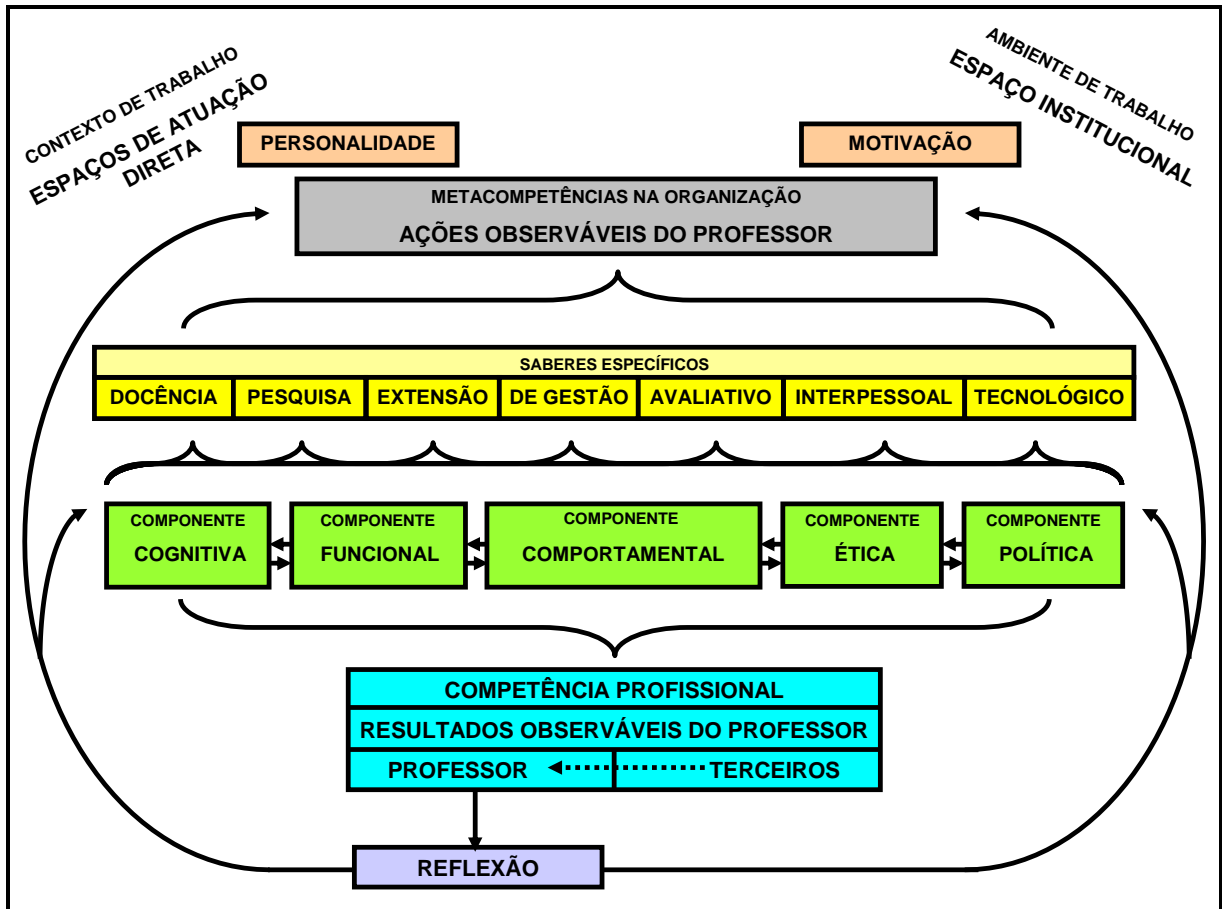 CONTEXTO DE TRABALHO
ESPAÇOS DE ATUAÇÃO
DIRETA
AMBIENTE DE TRABALHO
ESPAÇO INSTITUCIONAL
PERSONALIDADE
MOTIVAÇÃO
METACOMPETÊNCIAS NA ORGANIZAÇÃO
AÇÕES OBSERVÁVEIS DO PROFESSOR
SABERES ESPECÍFICOS
DOCÊNCIA PESQUISA EXTENSÃO DE GESTÃO AVALIATIVO INTERPESSOAL TECNOLÓGICO
COMPONENTE
COGNITIVA
COMPONENTE
FUNCIONAL
COMPONENTE
COMPORTAMENTAL
COMPONENTE
ÉTICA
COMPONENTE
POLÍTICA
COMPETÊNCIA PROFISSIONAL
RESULTADOS OBSERVÁVEIS DO PROFESSOR
PROFESSOR TERCEIROS
REFLEXÃO